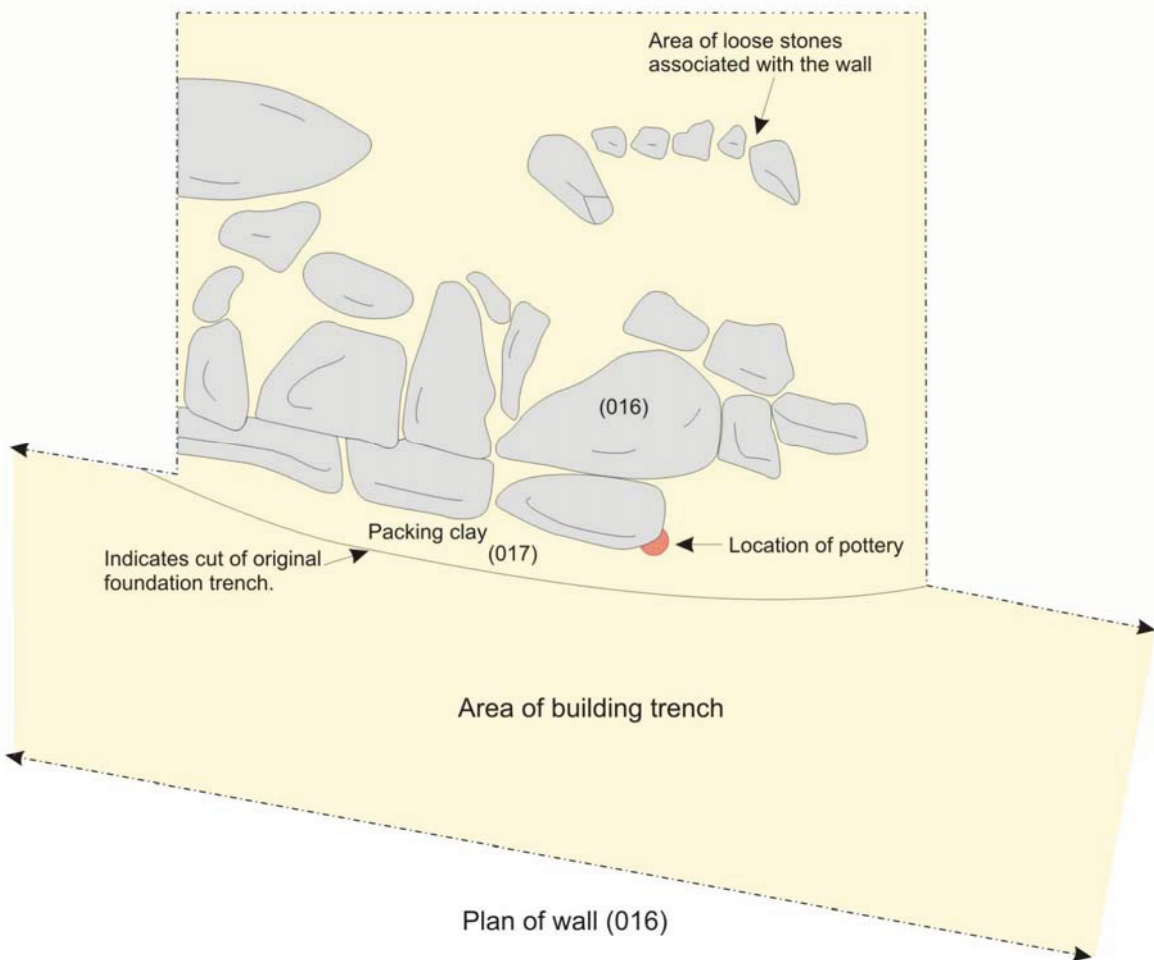 Area of loose stones
associated with the wall
(016)
Packing clay
(017)
Location of pottery
Indicates cut of original
foundation trench.
Area of building trench
Plan of wall (016)